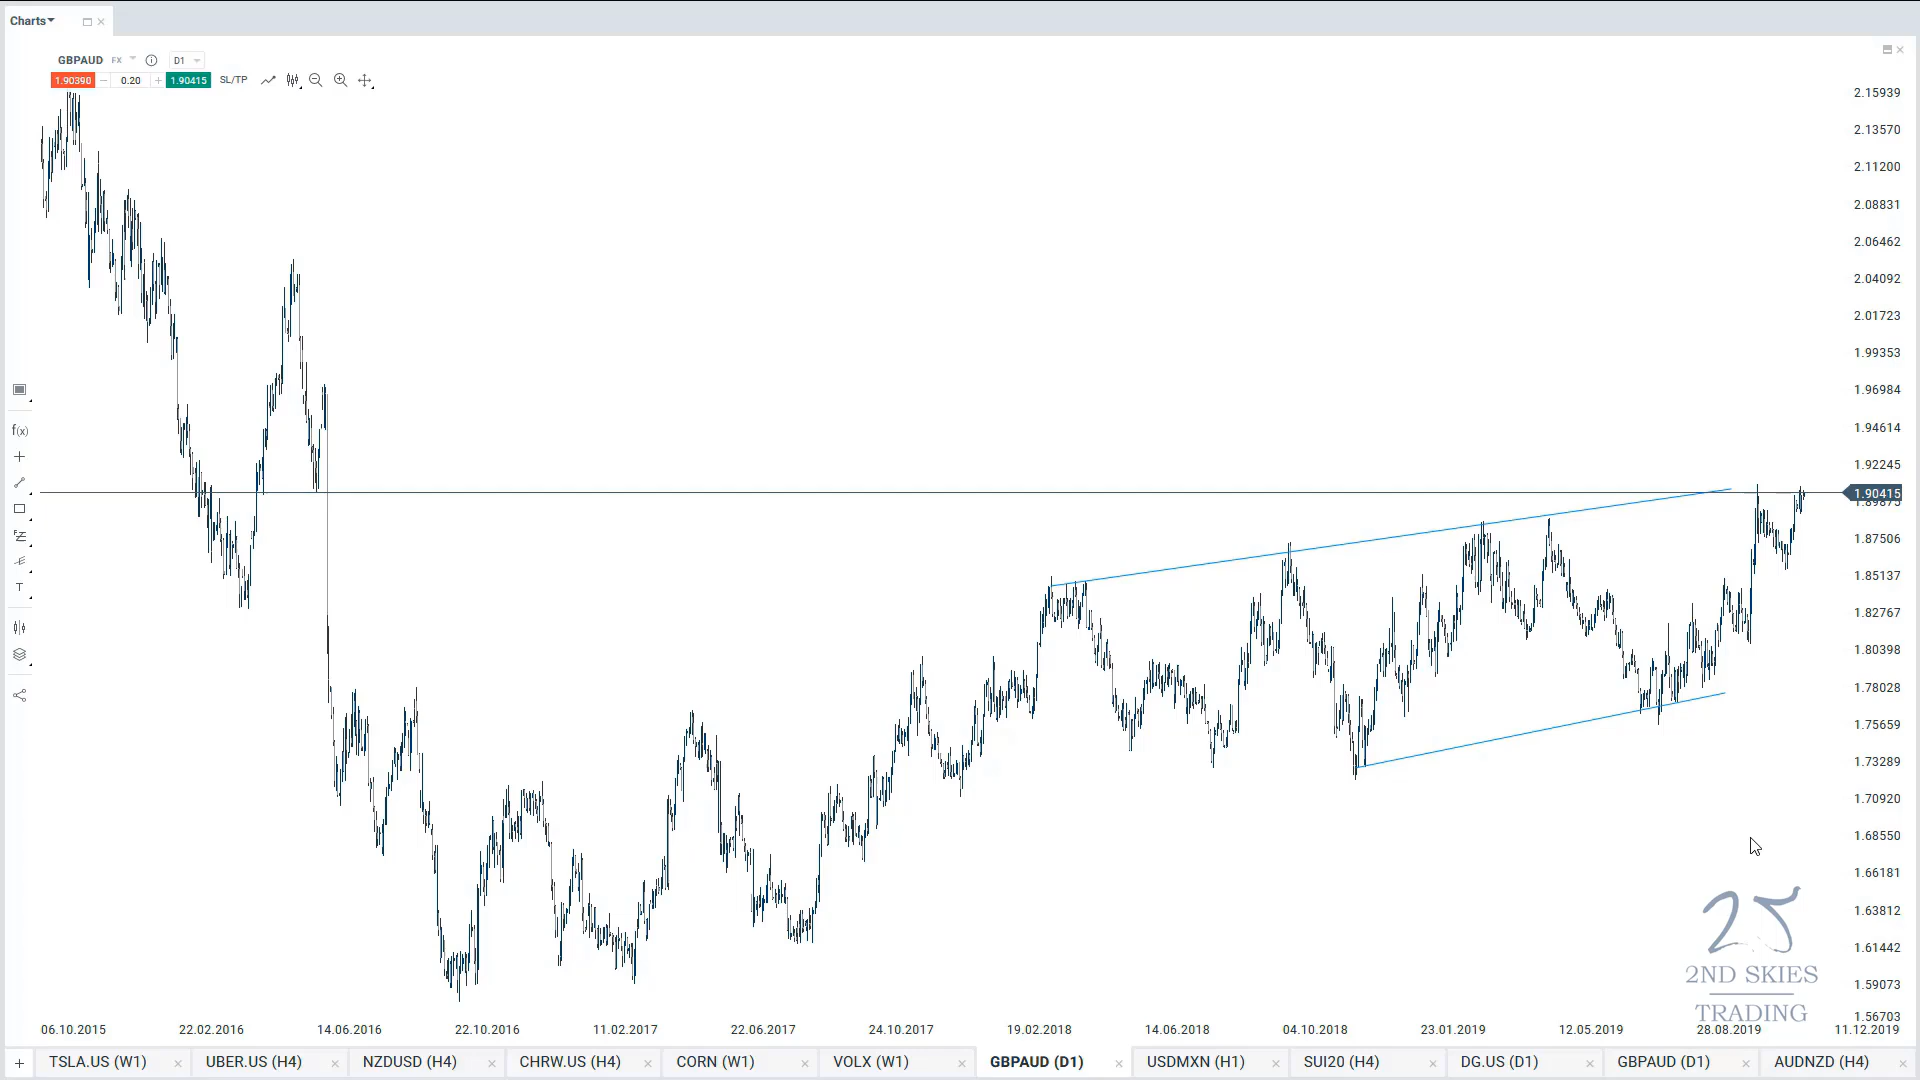 Charts
GBPAUD FX D1
1.90390 0.20 1.90415 SL/TP
2.15939
2.13570
2.11200
2.08831
2.06462
2.04092
2.01723
1.99353
1.96984
1.94614
1.92245
1.90415
1.87506
1.85137
1.82767
1.80398
1.78028
1.75659
1.73289
1.70920
1.68550
1.66181
1.63812
1.61442
1.59073
1.56703
f(x)
T
2ND SKIES
TRADING
06.10.2015 22.02.2016 14.06.2016 22.10.2016 11.02.2017 22.06.2017 24.10.2017 19.02.2018 14.06.2018 04.10.2018 23.01.2019 12.05.2019 28.08.2019 11.12.2019
TSLA.US (W1) UBER.US (H4) NZDUSD (H4) CHRW.US (H4) CORN (W1) VOLX (W1) GBPAUD (D1) USDMXN (H1) SUI20 (H4) DG.US (D1) GBPAUD (D1) AUDNZD (H4)